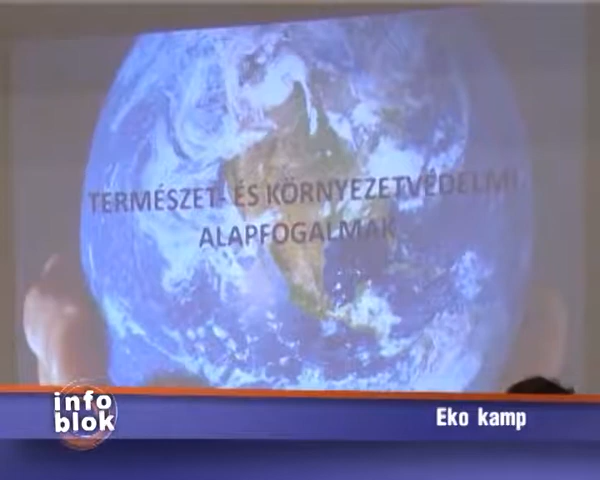 TERMÉSZET- ÉS KÖRNYEZETVÉDELMI
ALAPFOGALMAK
info
blok
Eko kamp